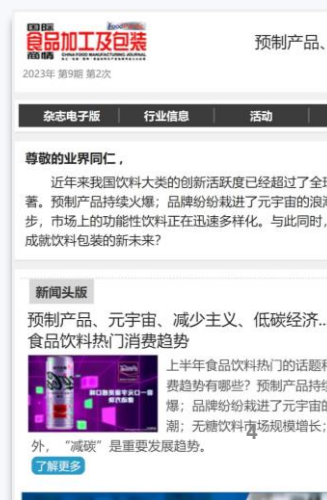 国际
食品加工及包装
商情
CHINA FOOD MANUFACTURING JOURNAL
2023年 第9期 第2次
预制产品、
杂志电子版
行业信息
活动
尊敬的业界同仁 ,
近年来我国饮料大类的创新活跃度已经超过了全球
著。预制产品持续火爆；品牌纷纷栽进了元宇宙的浪潮
步，市场上的功能性饮料正在迅速多样化。与此同时，
成就饮料包装的新未来？
新闻头版
预制产品、元宇宙、减少主义、低碳经济...
食品饮料热门消费趋势
上半年食品饮料热门的话题和
费趋势有哪些？预制产品持续
爆；品牌纷纷栽进了元宇宙的
潮；无糖饮料市场规模增长；
外，“减碳”是重要发展趋势。
4
了解更多